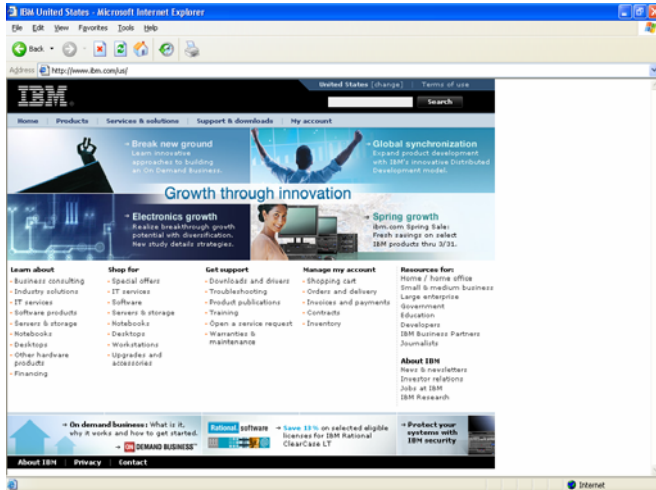 IBM United States - Microsoft Internet Explorer
File Edit View Favorites Tools Help
Back
Address http://www.ibm.com/us/
United States [change] Terms of use
IBM
Search
Home Products Services & solutions Support & downloads My account
Break new ground
Learn innovative
approaches to building
an On Demand Business.
Global synchronization
Expand product development
with IBM's innovative Distributed
Development model.
Growth through innovation
Electronics growth
Realize breakthrough growth
potential with diversification.
New study details strategies.
Spring growth
ibm.com Spring Sale:
Fresh savings on select
IBM products thru 3/31.
Learn about
Business consulting
Industry solutions
IT services
Software products
Servers & storage
Notebooks
Desktops
Other hardware
products
Financing
Shop for
Special offers
IT services
Software
Servers & storage
Notebooks
Desktops
Workstations
Upgrades and
accessories
Get support
Downloads and drivers
Troubleshooting
Product publications
Training
Open a service request
Warranties &
maintenance
Manage my account
Shopping cart
Orders and delivery
Invoices and payments
Contracts
Inventory
Resources for:
Home / home office
Small & medium business
Large enterprise
Government
Education
Developers
IBM Business Partners
Journalists
About IBM
News & newsletters
Investor relations
Jobs at IBM
IBM Research
On demand business: What is it,
why it works and how to get started.
ON DEMAND BUSINESS™
Rational. software
Save 15% on selected eligible
licenses for IBM Rational
ClearCase LT
Protect your
systems with
IBM security
About IBM Privacy Contact
Internet